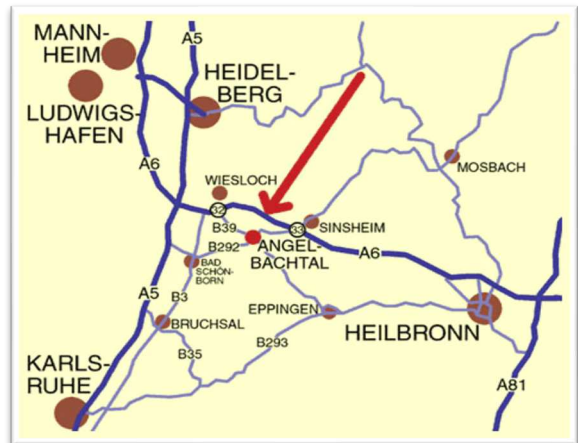 MANN-
HEIM
A5
HEIDEL-
BERG
LUDWIGS-
HAFEN
A6
MOSBACH
WIESLOCH
32
B39
33
SINSHEIM
B292
ANGEL-
BACHTAL
A6
BAD
SCHÖN-
BORN
A5
B3
EPPINGEN
BRUCHSAL
HEILBRONN
B35
B293
KARLS-
RUHE
A81